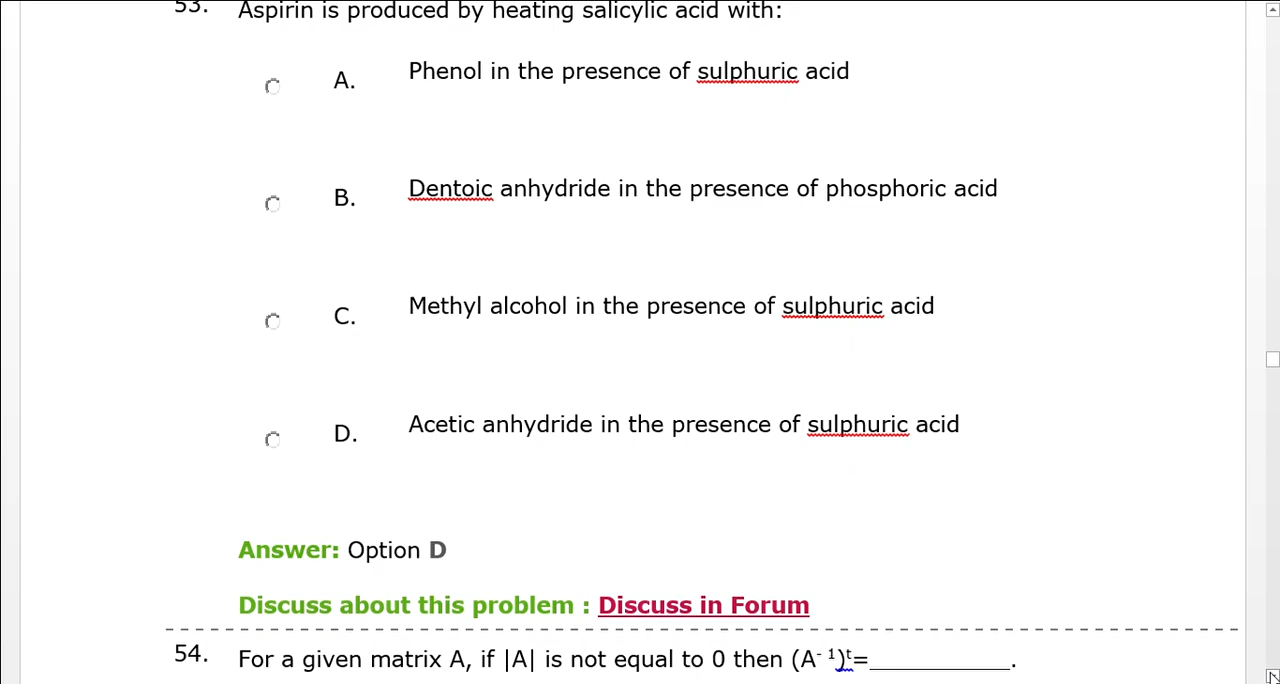 53. Aspirin is produced by heating salicylic acid with:
A. Phenol in the presence of sulphuric acid
B. Dentoic anhydride in the presence of phosphoric acid
C. Methyl alcohol in the presence of sulphuric acid
D. Acetic anhydride in the presence of sulphuric acid
Answer: Option D
Discuss about this problem : Discuss in Forum
54. For a given matrix A, if |A| is not equal to 0 then (A⁻ ¹)ᵗ=___________.